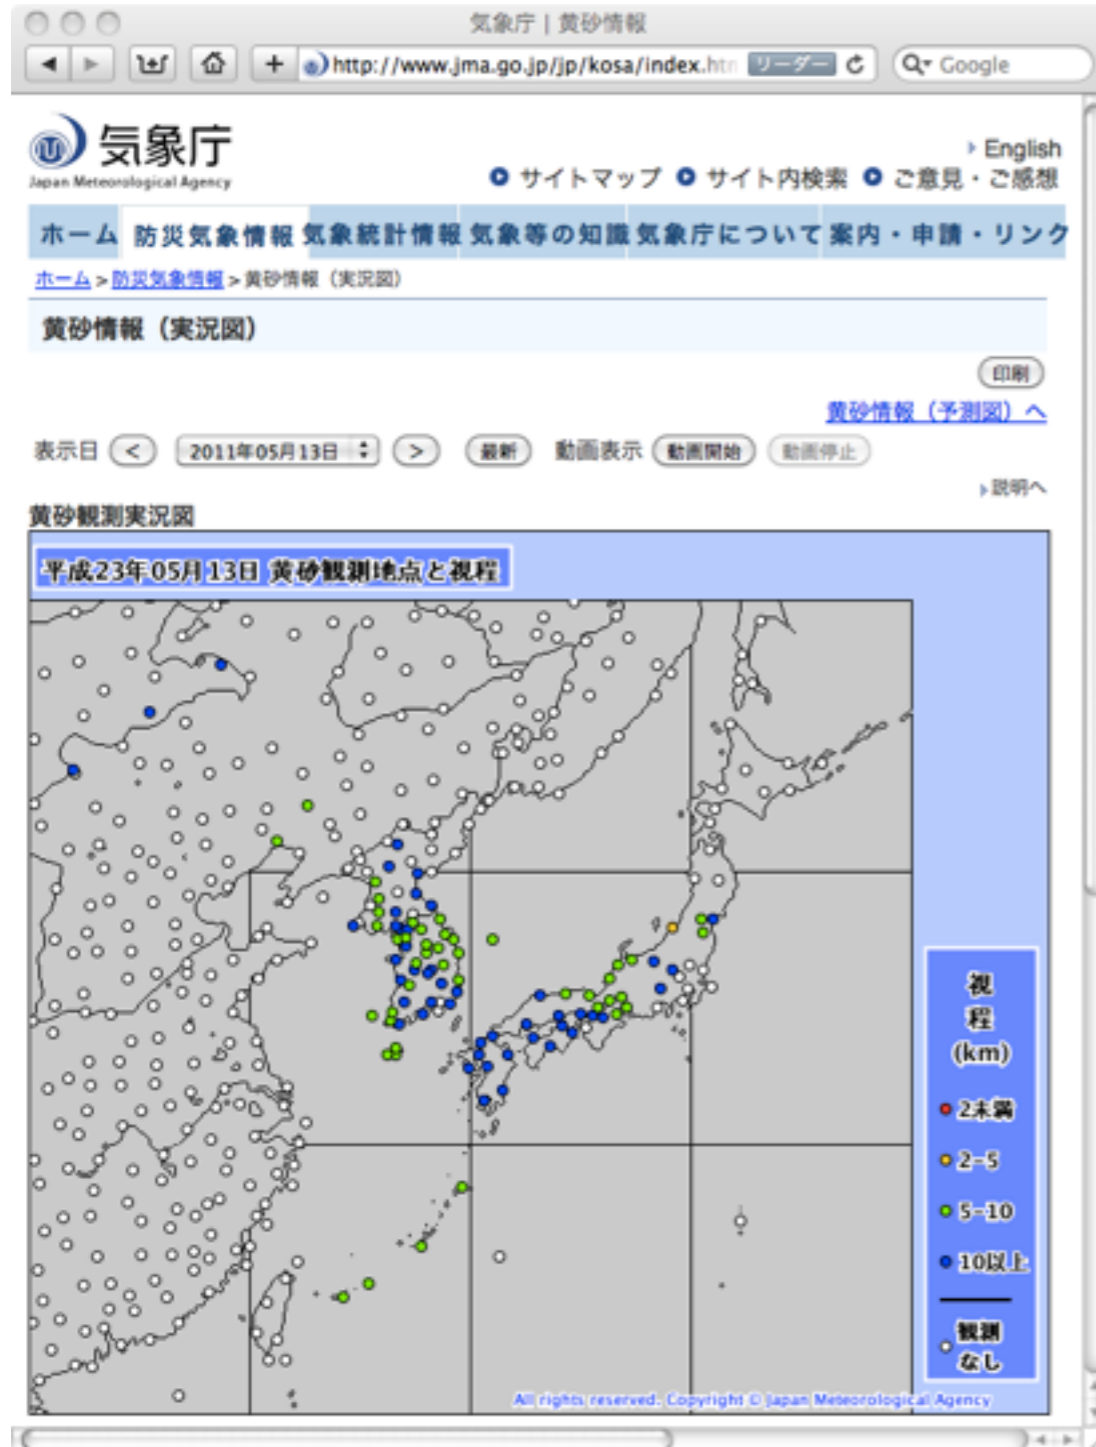 気象庁 | 黄砂情報
http://www.jma.go.jp/jp/kosa/index.htm
リーダー
Google
気象庁
Japan Meteorological Agency
English
サイトマップ サイト内検索 ご意見・ご感想
ホーム 防災気象情報 気象統計情報 気象等の知識 気象庁について 案内・申請・リンク
ホーム > 防災気象情報 > 黄砂情報（実況図）
黄砂情報（実況図）
印刷
黄砂情報（予測図）へ
表示日 < 2011年05月13日 > 最新 動画表示 動画開始 動画停止
説明へ
黄砂観測実況図
平成23年05月13日 黄砂観測地点と視程
視
程
(km)
2未満
2-5
5-10
10以上
観測
なし
All rights reserved. Copyright © Japan Meteorological Agency